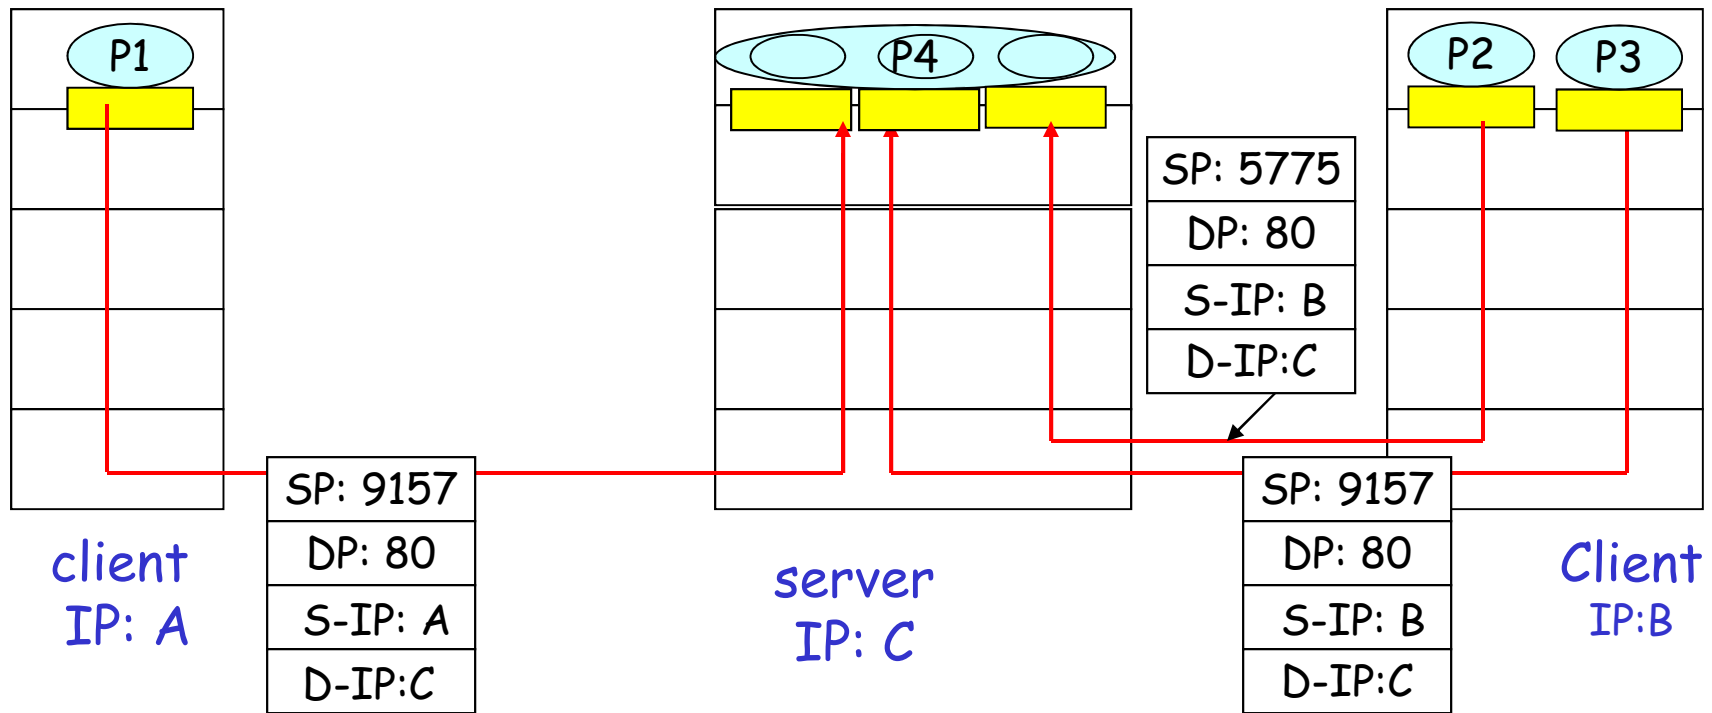 P1
P4
P2
P3
SP: 5775
DP: 80
S-IP: B
D-IP:C
SP: 9157
DP: 80
S-IP: A
D-IP:C
SP: 9157
DP: 80
S-IP: B
D-IP:C
client
IP: A
server
IP: C
Client
IP:B